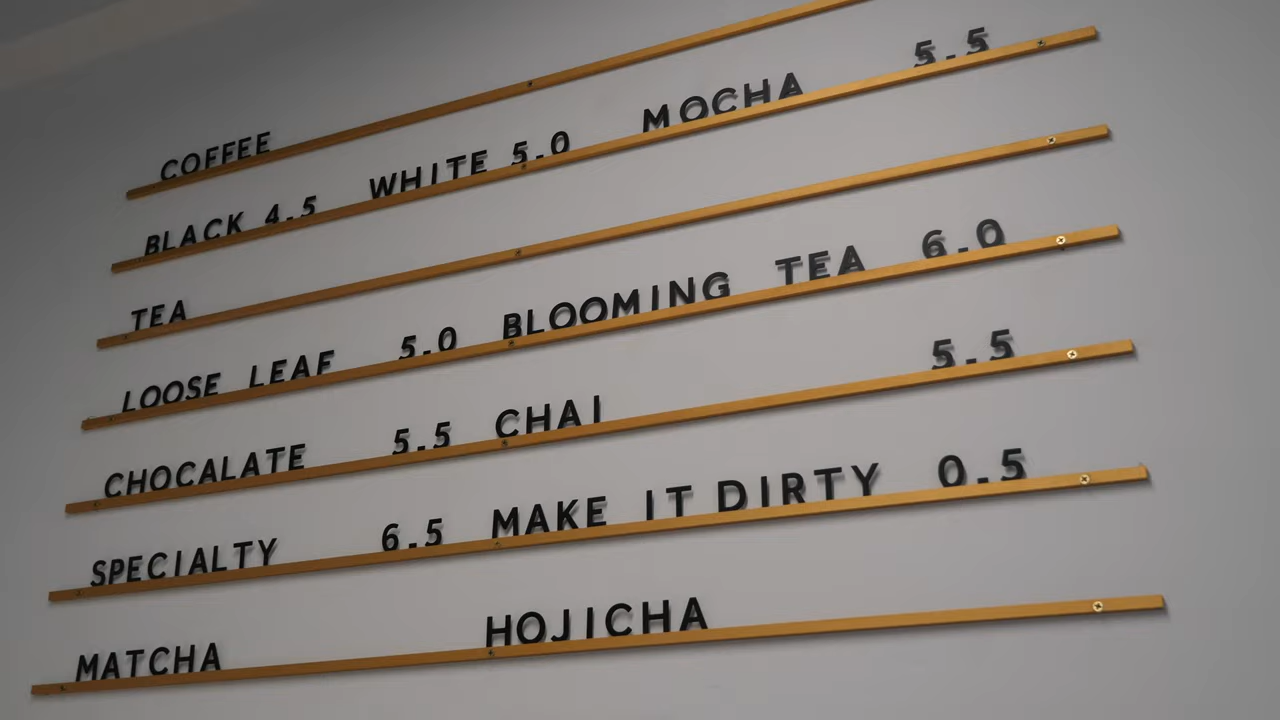 COFFEE
BLACK 4.5 WHITE 5.0 MOCHA 5.5
TEA
LOOSE LEAF 5.0 BLOOMING TEA 6.0
CHOCALATE 5.5 CHAI 5.5
SPECIALTY 6.5 MAKE IT DIRTY 0.5
MATCHA HOJICHA